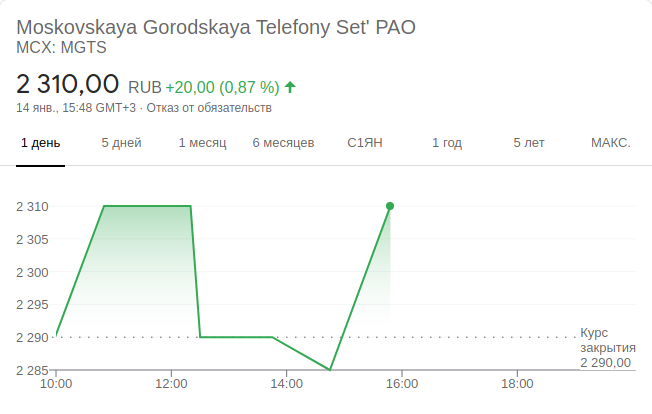 Moskovskaya Gorodskaya Telefony Set' PAO
MCX: MGTS
2 310,00 RUB +20,00 (0,87 %)
14 янв., 15:48 GMT+3 · Отказ от обязательств
1 день 5 дней 1 месяц 6 месяцев С1ЯН 1 год 5 лет МАКС.
2 310
2 305
2 300
2 295
2 290
2 285
Курс
закрытия
2 290,00
10:00 12:00 14:00 16:00 18:00